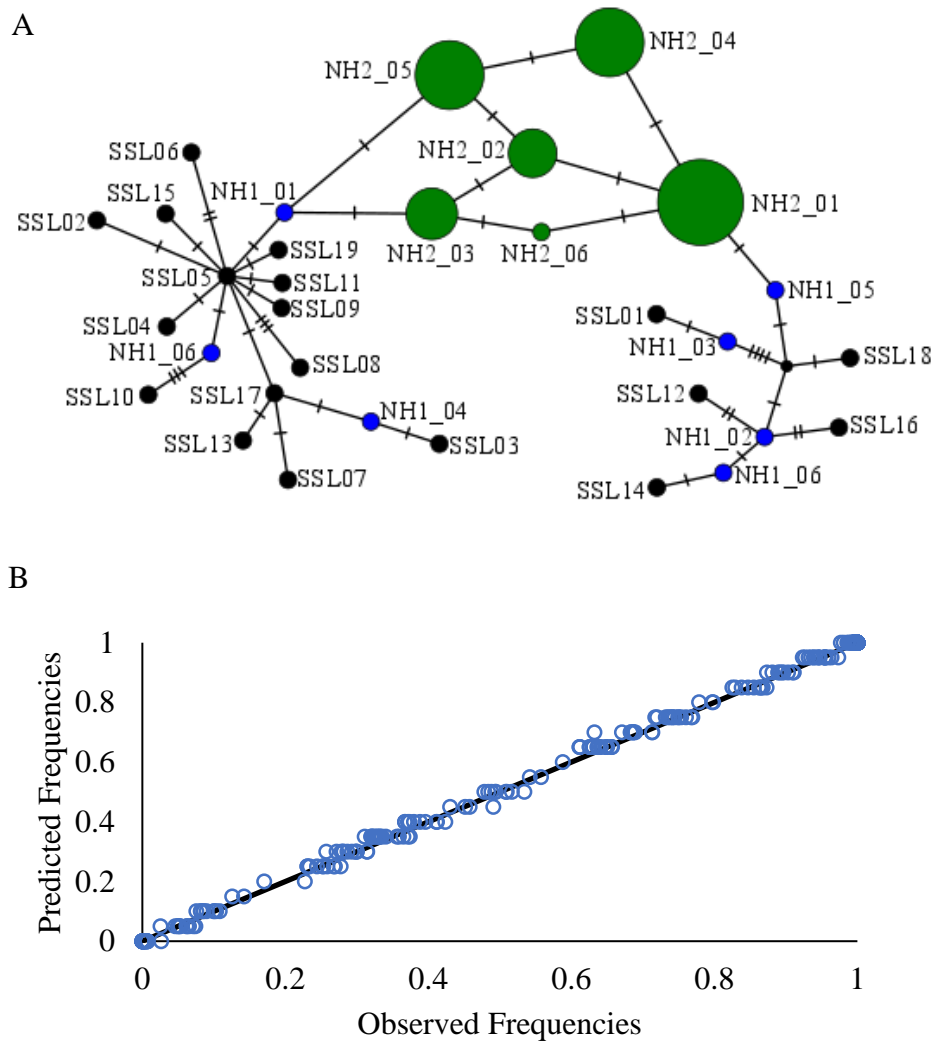 A
NH2_04
NH2_05
SSL06
NH2_02
SSL15
NH1_01
SSL02
NH2_01
SSL19
NH2_03
NH2_06
SSL05
SSL11
NH1_05
SSL09
SSL01
SSL04
NH1_03
NH1_06
SSL08
SSL18
SSL10
SSL17
SSL12
NH1_04
SSL16
SSL13
SSL03
NH1_02
SSL07
NH1_06
SSL14
B
Predicted Frequencies
1
0.8
0.6
0.4
0.2
0
0 0.2 0.4 0.6 0.8 1
Observed Frequencies